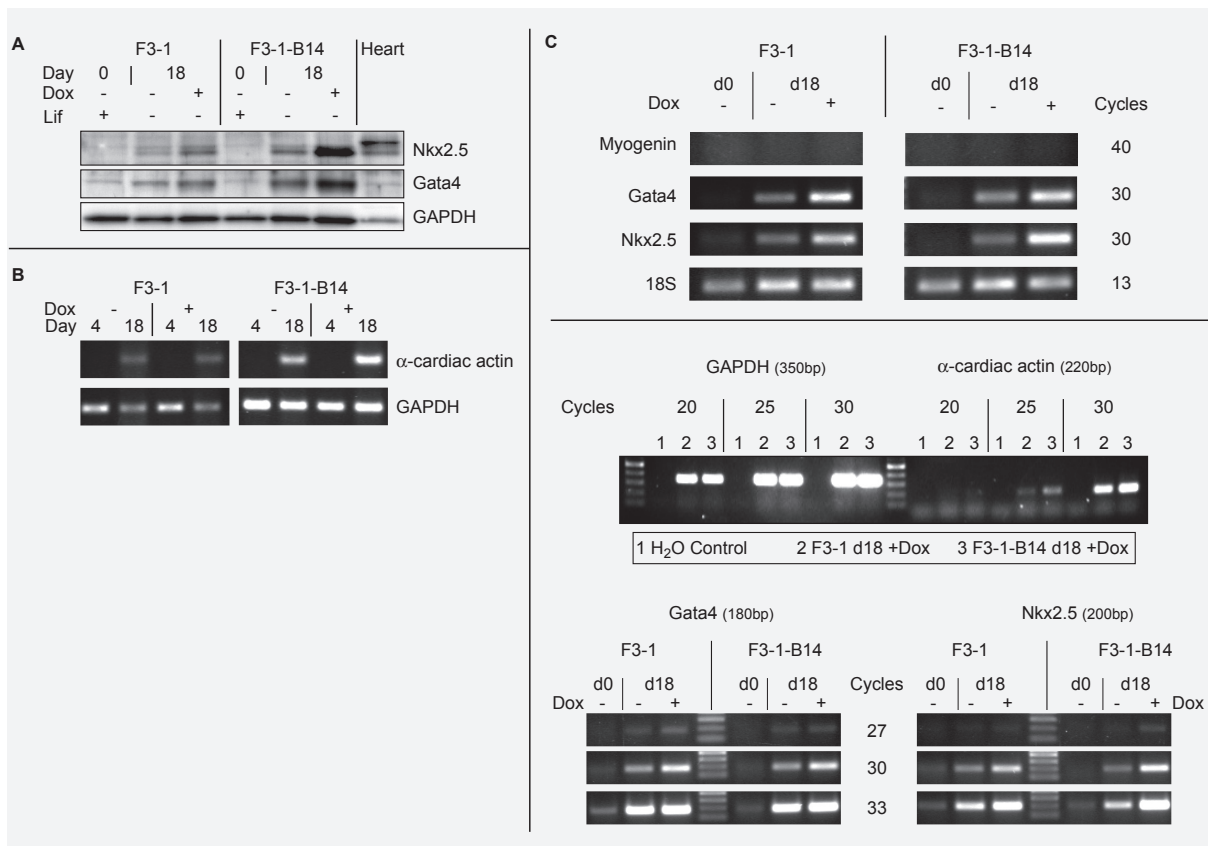 A
F3-1 F3-1-B14 Heart
Day 0 18 0 18
Dox - - + - - +
Lif + - - + - -
Nkx2.5
Gata4
GAPDH
B
F3-1 F3-1-B14
Dox - + - +
Day 4 18 4 18 4 18 4 18
α-cardiac actin
GAPDH
C
F3-1 F3-1-B14
d0 d18 d0 d18
Dox - - + - - + Cycles
Myogenin 40
Gata4 30
Nkx2.5 30
18S 13
GAPDH (350bp) α-cardiac actin (220bp)
Cycles 20 25 30 20 25 30
1 2 3 1 2 3 1 2 3 1 2 3 1 2 3 1 2 3
1 H₂O Control 2 F3-1 d18 +Dox 3 F3-1-B14 d18 +Dox
Gata4 (180bp) Nkx2.5 (200bp)
F3-1 F3-1-B14 F3-1 F3-1-B14
d0 d18 d0 d18 Cycles d0 d18 d0 d18
Dox - - + - - + - - + - - + Dox
27
30
33